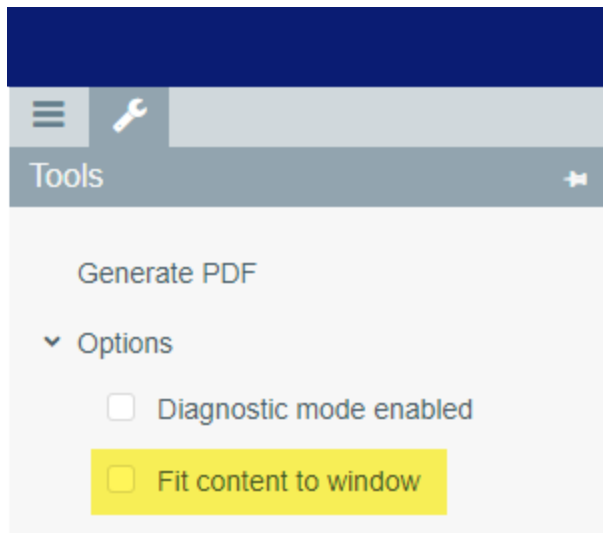 Tools
Generate PDF
Options
Diagnostic mode enabled
Fit content to window